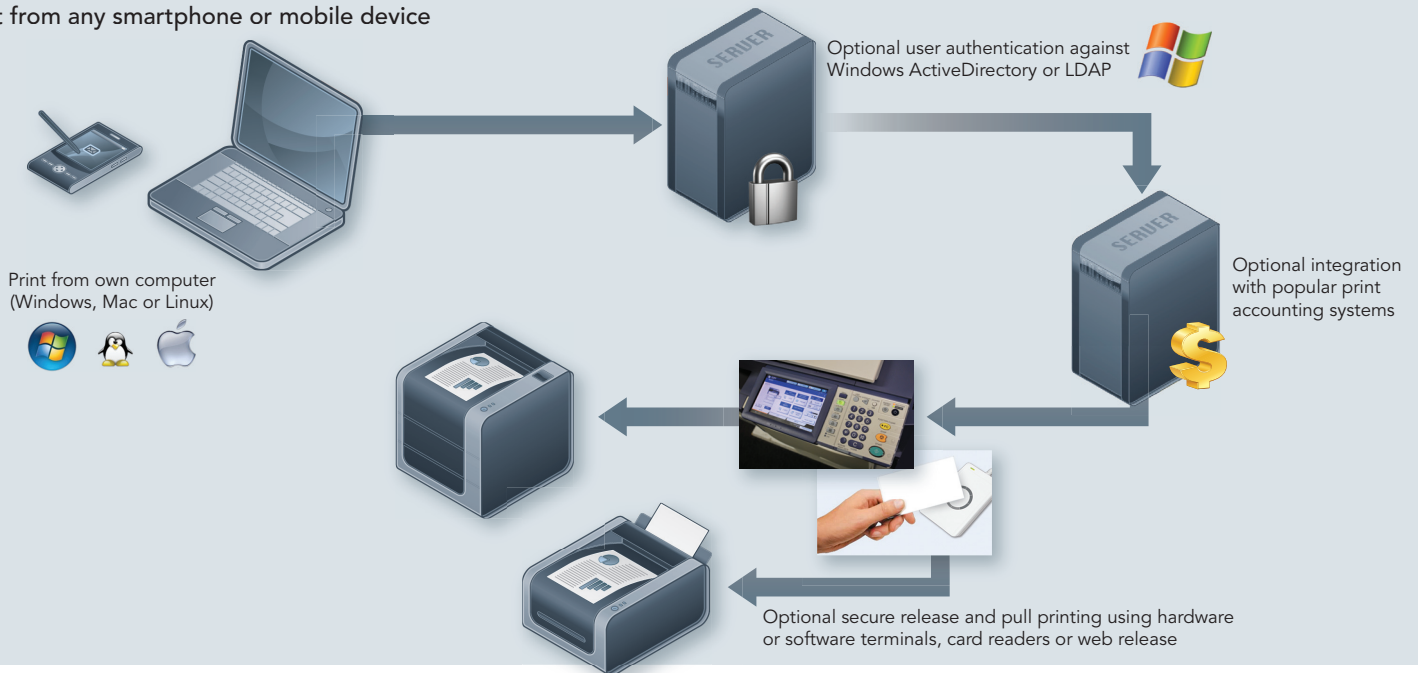 t from any smartphone or mobile device
SERVER
Optional user authentication against
Windows ActiveDirectory or LDAP
Print from own computer
(Windows, Mac or Linux)
SERVER
Optional integration
with popular print
accounting systems
$
Optional secure release and pull printing using hardware
or software terminals, card readers or web release